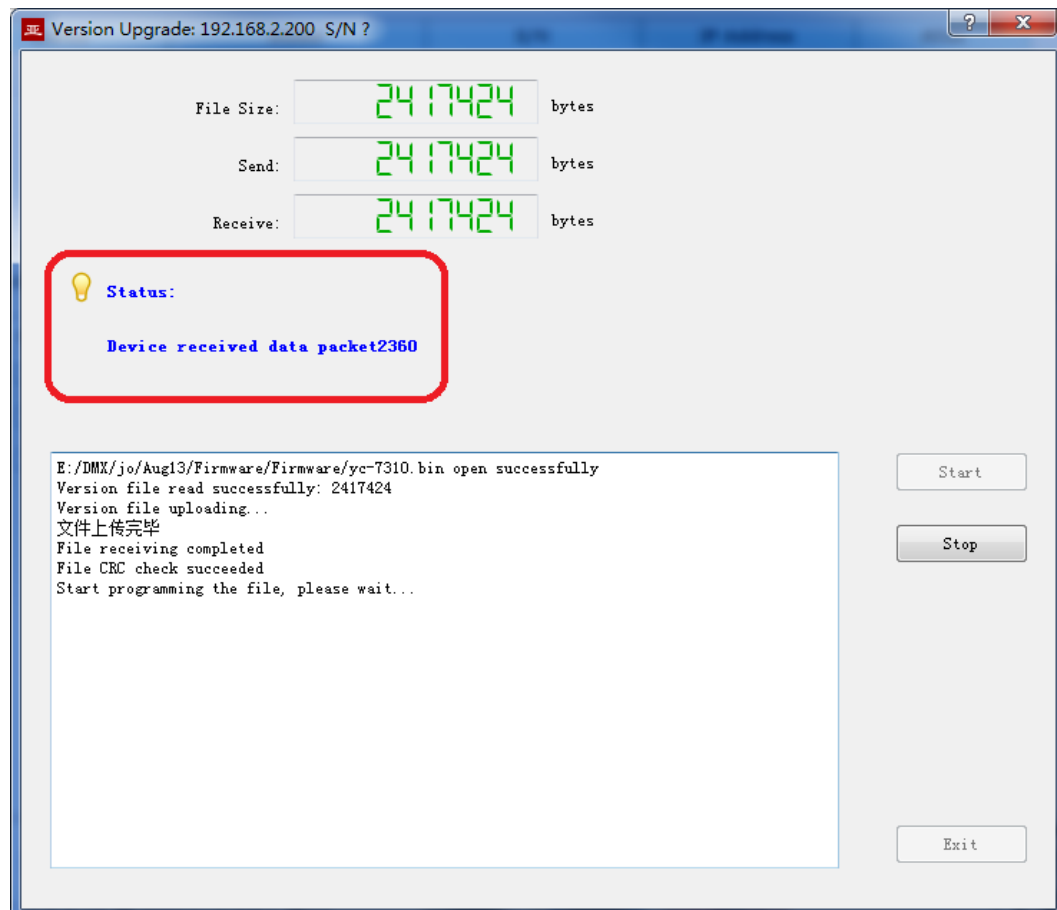 亚 Version Upgrade: 192.168.2.200 S/N ?
File Size: 2417424 bytes
Send: 2417424 bytes
Receive: 2417424 bytes
Status:
Device received data packet2360
E:/DMX/jo/Aug13/Firmware/Firmware/yc-7310.bin open successfully
Version file read successfully: 2417424
Version file uploading...
文件上传完毕
File receiving completed
File CRC check succeeded
Start programming the file, please wait...
Start
Stop
Exit